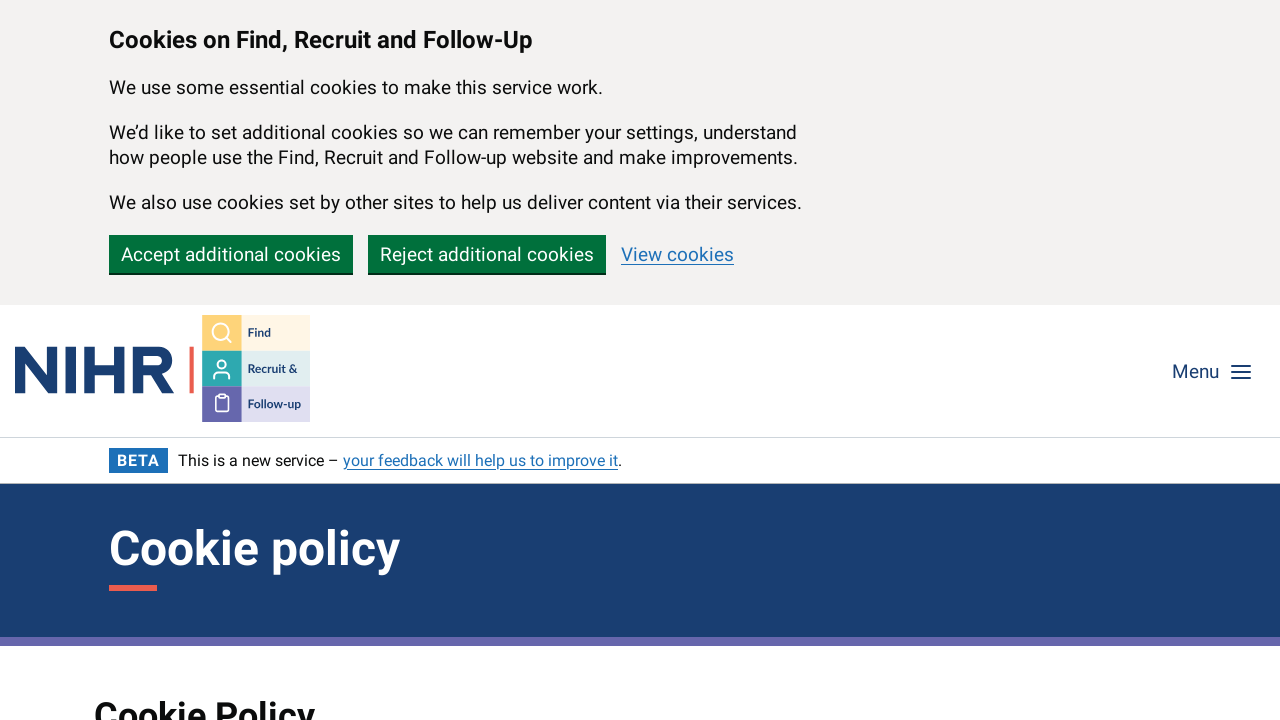 Cookies on Find, Recruit and Follow-Up
We use some essential cookies to make this service work.
We’d like to set additional cookies so we can remember your settings, understand
how people use the Find, Recruit and Follow-up website and make improvements.
We also use cookies set by other sites to help us deliver content via their services.
Accept additional cookies
Reject additional cookies
View cookies
NIHR
Find
Recruit &
Follow-up
Menu
BETA
This is a new service – your feedback will help us to improve it.
Cookie policy
Cookie Policy